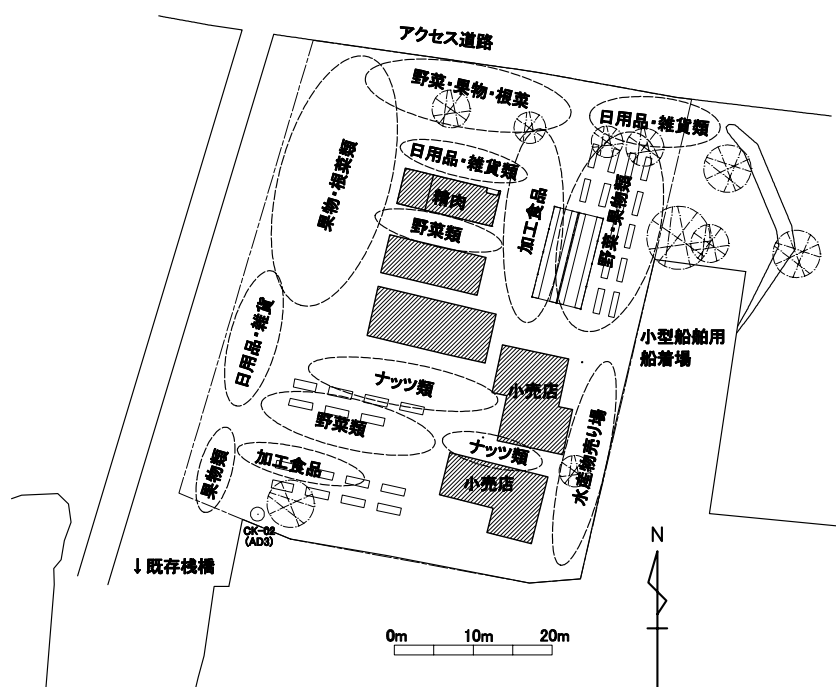 アクセス道路
野菜・果物・根菜
日用品・雑貨類
日用品・雑貨類
果物・根菜類
精肉
加工食品
野菜・果物類
野菜類
小型船舶用
船着場
日用品・雑貨
ナッツ類
小売店
野菜類
ナッツ類
水産物売り場
果物類
加工食品
小売店
CK-02
(AD3)
↓既存桟橋
N
0m 10m 20m